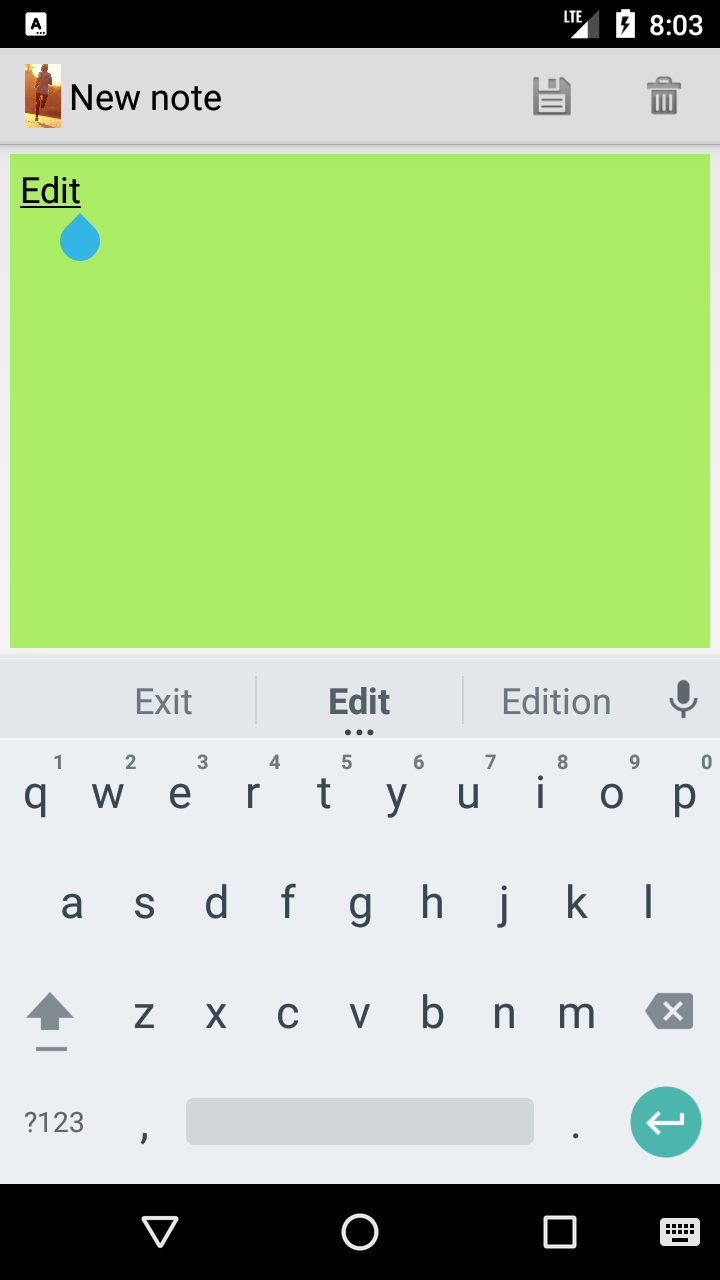 LTE 8:03
New note
Edit
Exit Edit Edition
1 2 3 4 5 6 7 8 9 0
q w e r t y u i o p
a s d f g h j k l
z x c v b n m
?123 , .